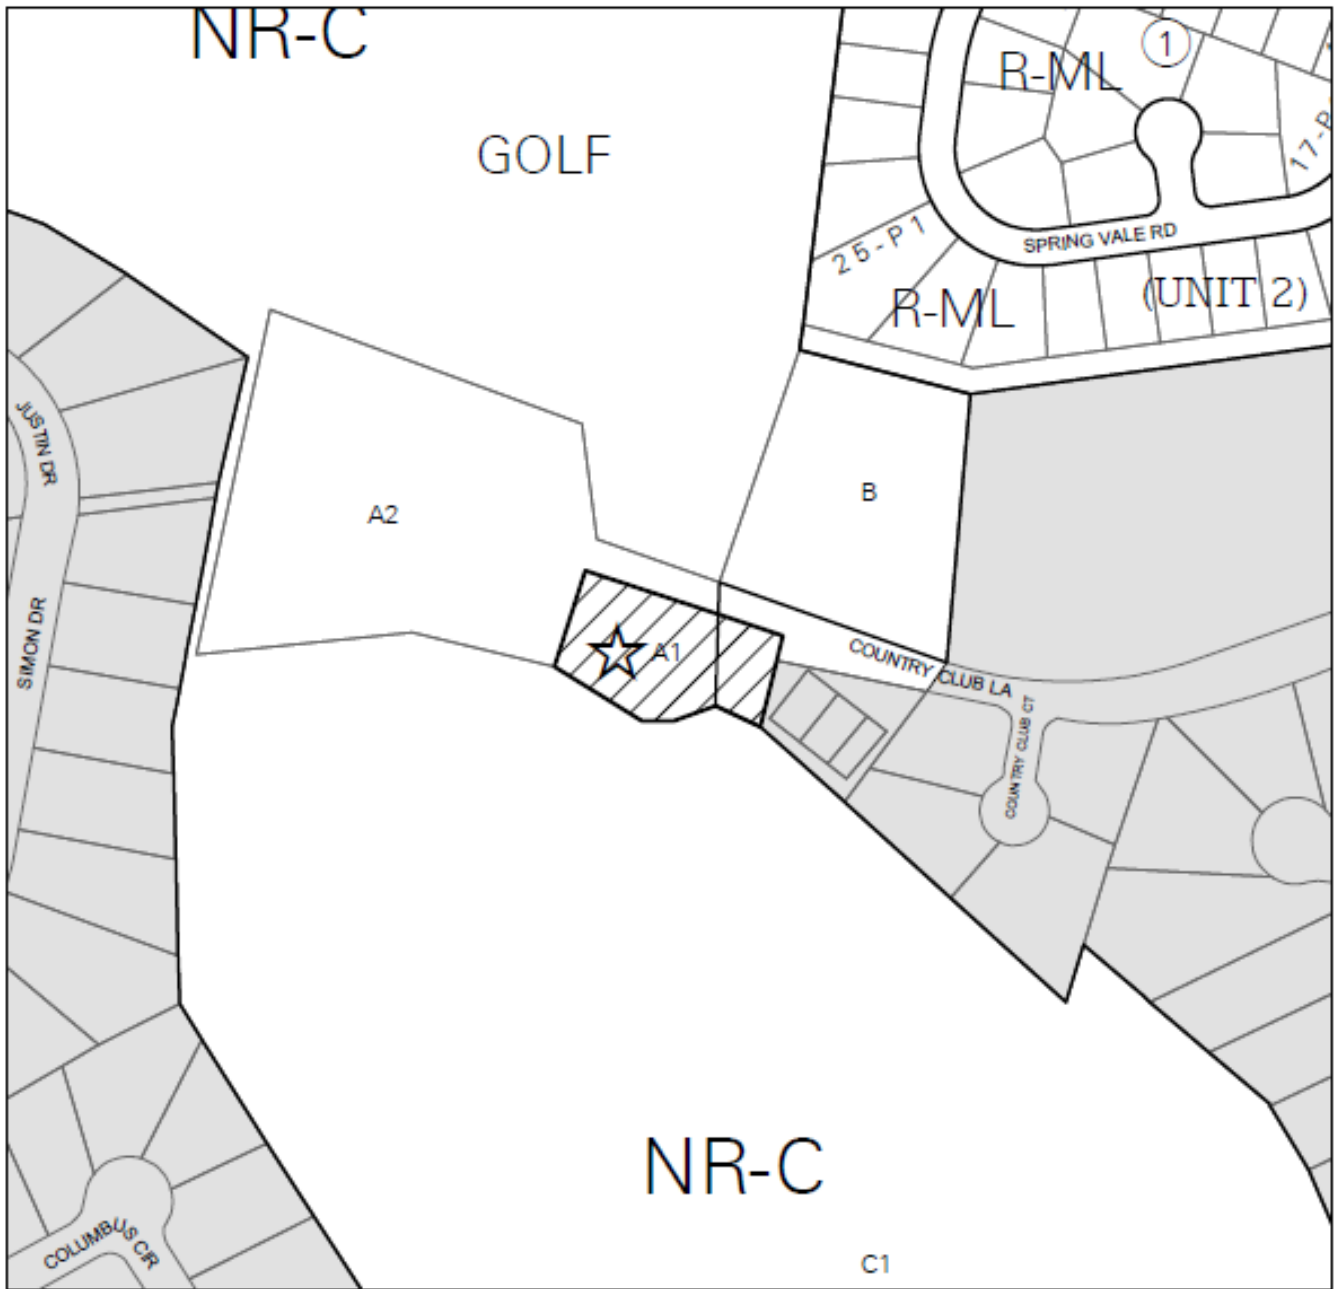 NR-C
1
R-ML
GOLF
17-P
25-P1
SPRING VALE RD
R-ML
(UNIT 2)
JUSTIN DR
A2
B
SIMON DR
A1
COUNTRY CLUB LA
COUNTRY CLUB CT
NR-C
COLUMBUS CIR
C1